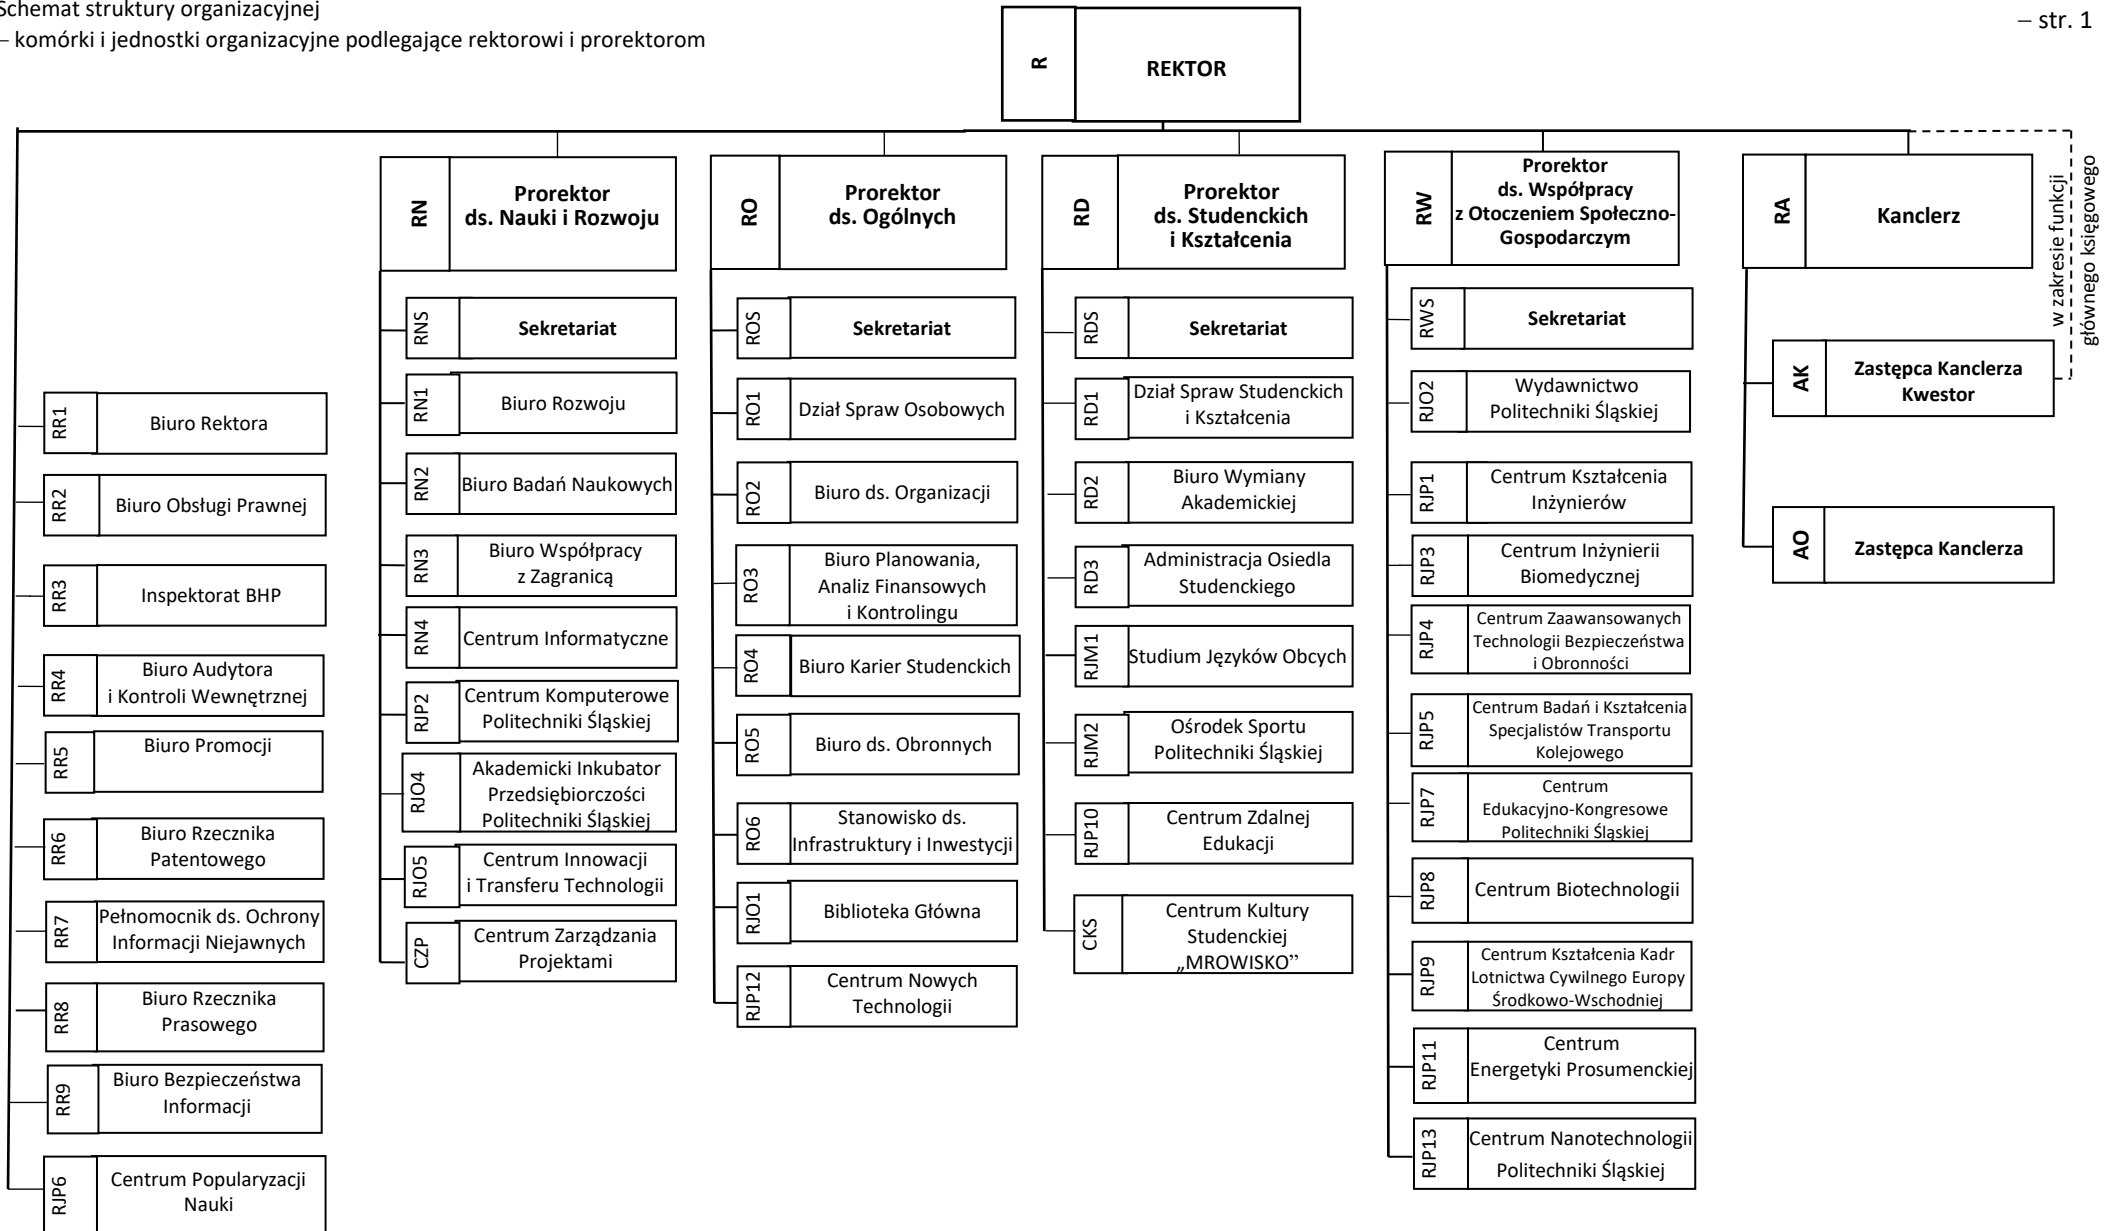 Schemat struktury organizacyjnej
– komórki i jednostki organizacyjne podlegające rektorowi i prorektorom
– str. 1
R
REKTOR
RR1
Biuro Rektora
RR2
Biuro Obsługi Prawnej
RR3
Inspektorat BHP
RR4
Biuro Audytora
i Kontroli Wewnętrznej
RR5
Biuro Promocji
RR6
Biuro Rzecznika
Patentowego
RR7
Pełnomocnik ds. Ochrony
Informacji Niejawnych
RR8
Biuro Rzecznika
Prasowego
RR9
Biuro Bezpieczeństwa
Informacji
RJP6
Centrum Popularyzacji
Nauki
RN
Prorektor
ds. Nauki i Rozwoju
RNS
Sekretariat
RN1
Biuro Rozwoju
RN2
Biuro Badań Naukowych
RN3
Biuro Współpracy
z Zagranicą
RN4
Centrum Informatyczne
RJP2
Centrum Komputerowe
Politechniki Śląskiej
RJO4
Akademicki Inkubator
Przedsiębiorczości
Politechniki Śląskiej
RJO5
Centrum Innowacji
i Transferu Technologii
CZP
Centrum Zarządzania
Projektami
RO
Prorektor
ds. Ogólnych
ROS
Sekretariat
RO1
Dział Spraw Osobowych
RO2
Biuro ds. Organizacji
RO3
Biuro Planowania,
Analiz Finansowych
i Kontrolingu
RO4
Biuro Karier Studenckich
RO5
Biuro ds. Obronnych
RO6
Stanowisko ds.
Infrastruktury i Inwestycji
RJO1
Biblioteka Główna
RJP12
Centrum Nowych
Technologii
RD
Prorektor
ds. Studenckich
i Kształcenia
RDS
Sekretariat
RD1
Dział Spraw Studenckich
i Kształcenia
RD2
Biuro Wymiany
Akademickiej
RD3
Administracja Osiedla
Studenckiego
RJM1
Studium Języków Obcych
RJM2
Ośrodek Sportu
Politechniki Śląskiej
RJP10
Centrum Zdalnej
Edukacji
CKS
Centrum Kultury
Studenckiej
„MROWISKO”
RW
Prorektor
ds. Współpracy
z Otoczeniem Społeczno-
Gospodarczym
RWS
Sekretariat
RJO2
Wydawnictwo
Politechniki Śląskiej
RJP1
Centrum Kształcenia
Inżynierów
RJP3
Centrum Inżynierii
Biomedycznej
RJP4
Centrum Zaawansowanych
Technologii Bezpieczeństwa
i Obronności
RJP5
Centrum Badań i Kształcenia
Specjalistów Transportu
Kolejowego
RJP7
Centrum
Edukacyjno-Kongresowe
Politechniki Śląskiej
RJP8
Centrum Biotechnologii
RJP9
Centrum Kształcenia Kadr
Lotnictwa Cywilnego Europy
Środkowo-Wschodniej
RJP11
Centrum
Energetyki Prosumenckiej
RJP13
Centrum Nanotechnologii
Politechniki Śląskiej
RA
Kanclerz
AK
Zastępca Kanclerza
Kwestor
AO
Zastępca Kanclerza
w zakresie funkcji
głównego księgowego